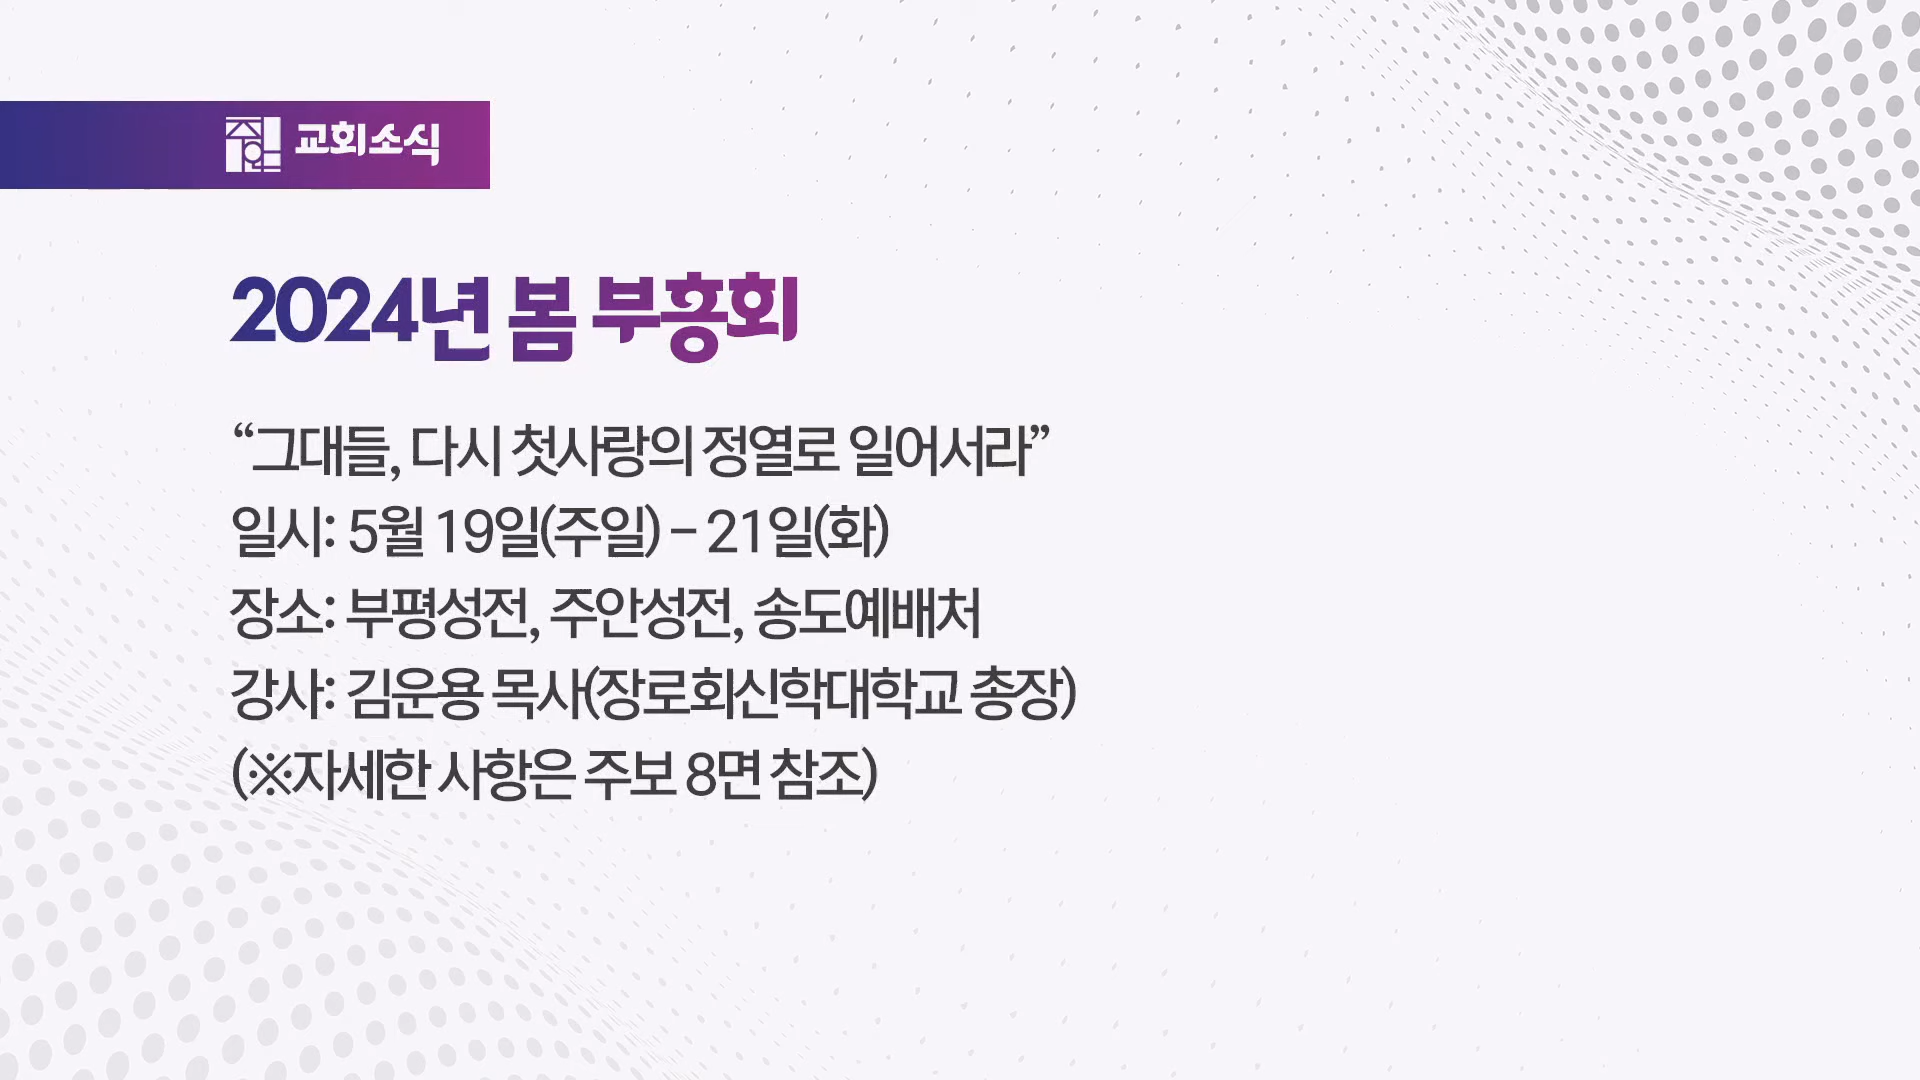 교회소식
2024년 봄 부흥회
“그대들, 다시 첫사랑의 정열로 일어서라”
일시: 5월 19일(주일) – 21일(화)
장소: 부평성전, 주안성전, 송도예배처
강사: 김운용 목사(장로회신학대학교 총장)
(※자세한 사항은 주보 8면 참조)